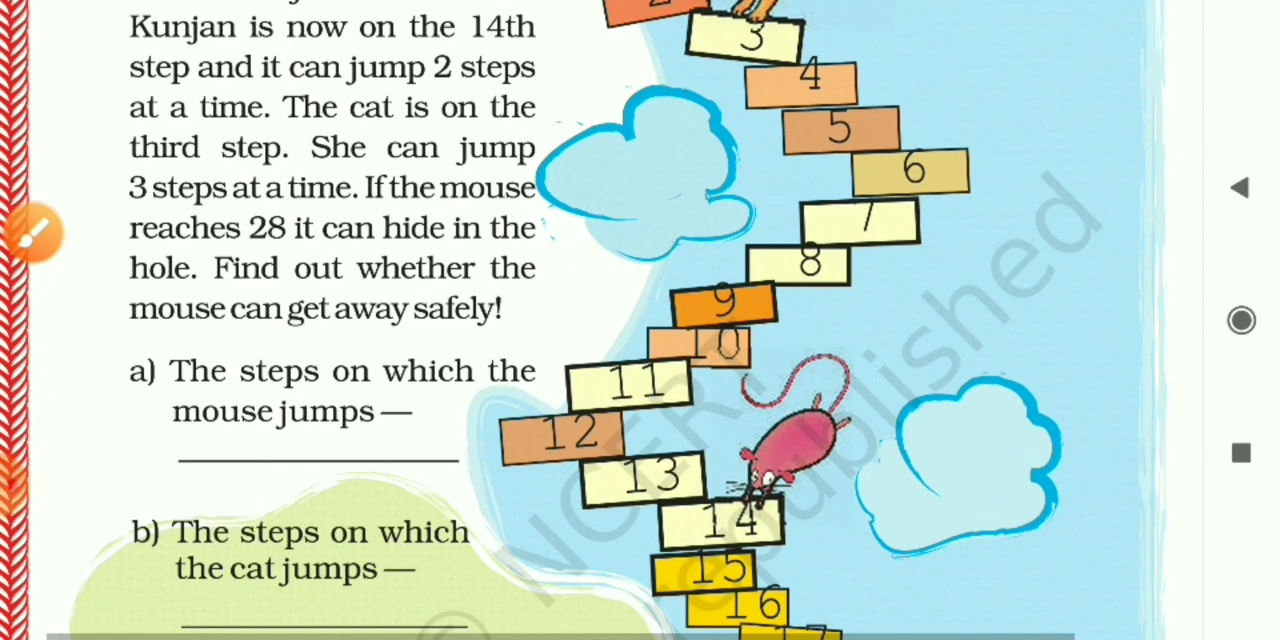 Kunjan is now on the 14th
step and it can jump 2 steps
at a time. The cat is on the
third step. She can jump
3 steps at a time. If the mouse
reaches 28 it can hide in the
hole. Find out whether the
mouse can get away safely!
a) The steps on which the
mouse jumps —
b) The steps on which
the cat jumps —
2
3
4
5
6
7
8
9
10
11
12
13
14
15
16
17
© NCERT
republished